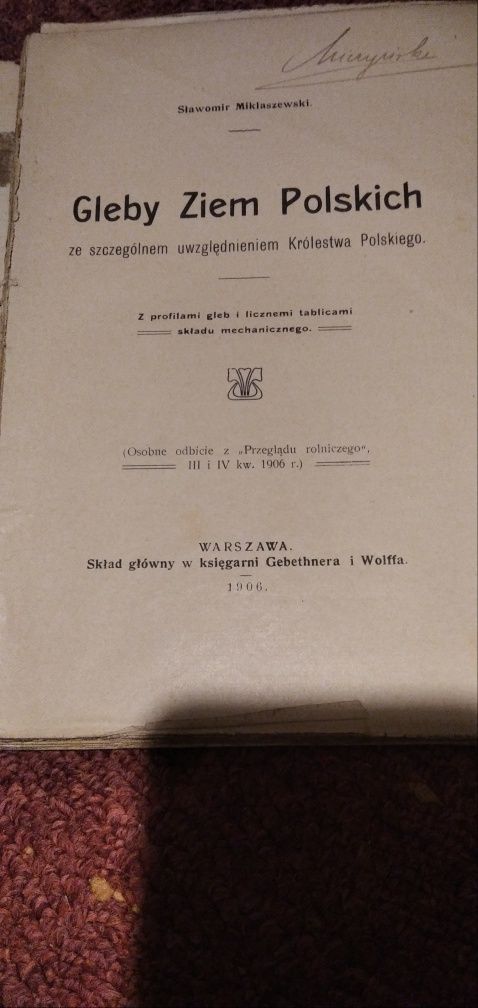 Sławomir Miklaszewski.
Gleby Ziem Polskich
ze szczególnem uwzględnieniem Królestwa Polskiego.
Z profilami gleb i licznemi tablicami
składu mechanicznego.
(Osobne odbicie z „Przeglądu rolniczego“,
III i IV kw. 1906 r.)
WARSZAWA.
Skład główny w księgarni Gebethnera i Wolffa.
1906.